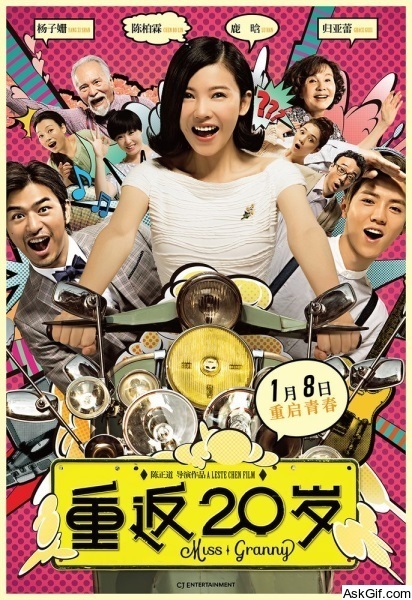 杨子姗
陈柏霖
鹿晗
归亚蕾
???
1月8日
重启青春
陈正道 导演作品 A LESTE CHEN FILM
重返20岁
Miss Granny
CJ ENTERTAINMENT
AskGif.com